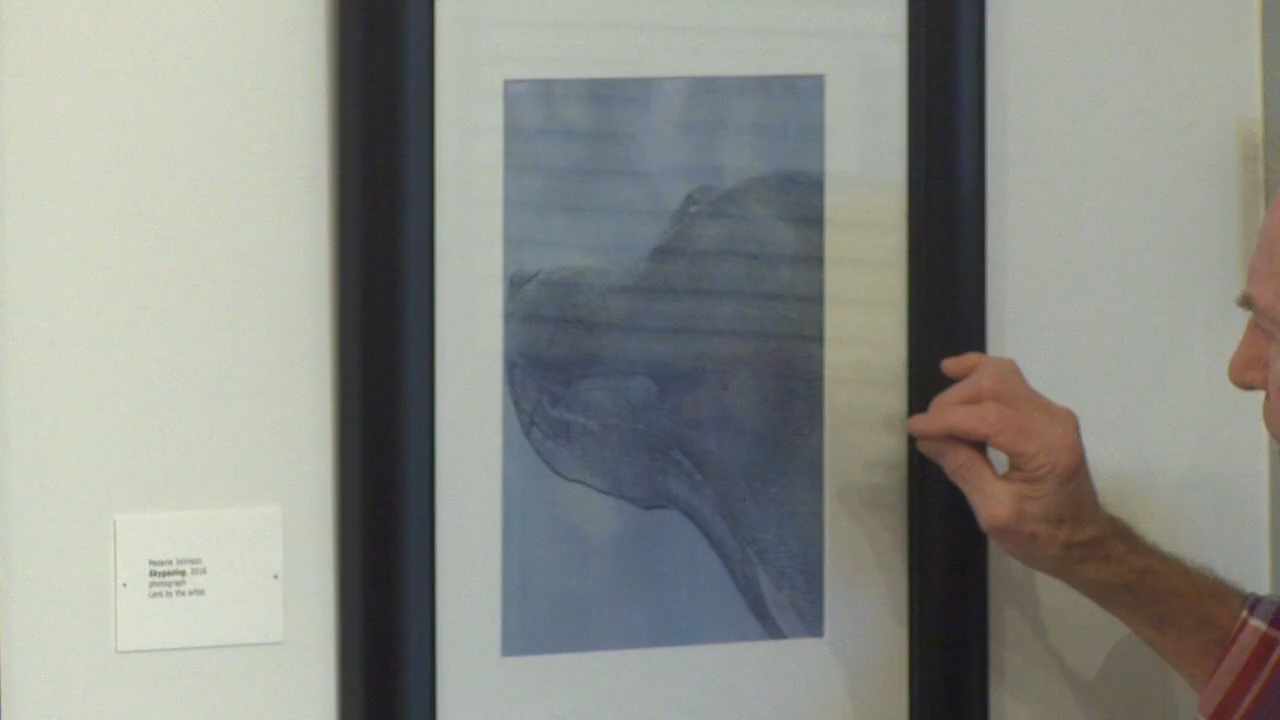 Melanie Johnson
Skygazing, 2016
photograph
Lent by the artist